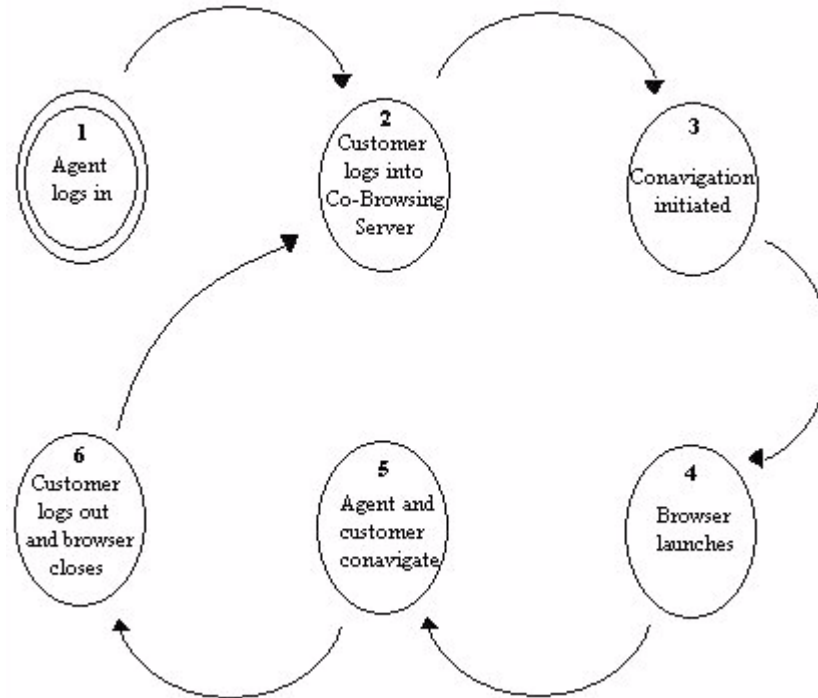 1
Agent
logs in
2
Customer
logs into
Co-Browsing
Server
3
Conavigation
initiated
4
Browser
launches
5
Agent and
customer
conavigate
6
Customer
logs out
and browser
closes